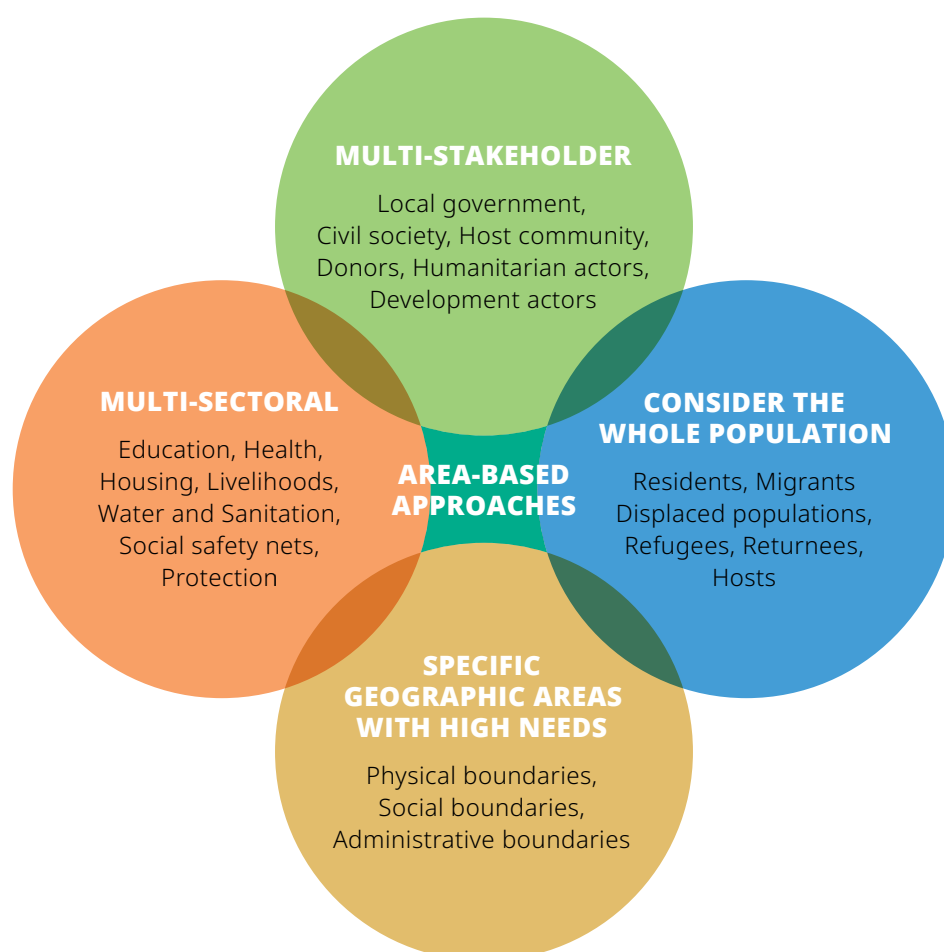 MULTI-STAKEHOLDER
Local government,
Civil society, Host community,
Donors, Humanitarian actors,
Development actors
MULTI-SECTORAL
Education, Health,
Housing, Livelihoods,
Water and Sanitation,
Social safety nets,
Protection
AREA-BASED
APPROACHES
CONSIDER THE
WHOLE POPULATION
Residents, Migrants
Displaced populations,
Refugees, Returnees,
Hosts
SPECIFIC
GEOGRAPHIC AREAS
WITH HIGH NEEDS
Physical boundaries,
Social boundaries,
Administrative boundaries